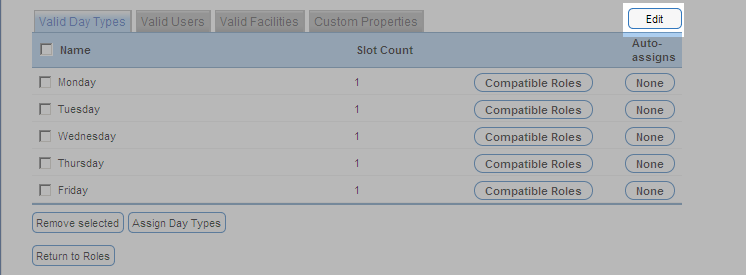 Valid Day Types Valid Users Valid Facilities Custom Properties Edit
Name Slot Count Auto-assigns
Monday 1 Compatible Roles None
Tuesday 1 Compatible Roles None
Wednesday 1 Compatible Roles None
Thursday 1 Compatible Roles None
Friday 1 Compatible Roles None
Remove selected Assign Day Types
Return to Roles